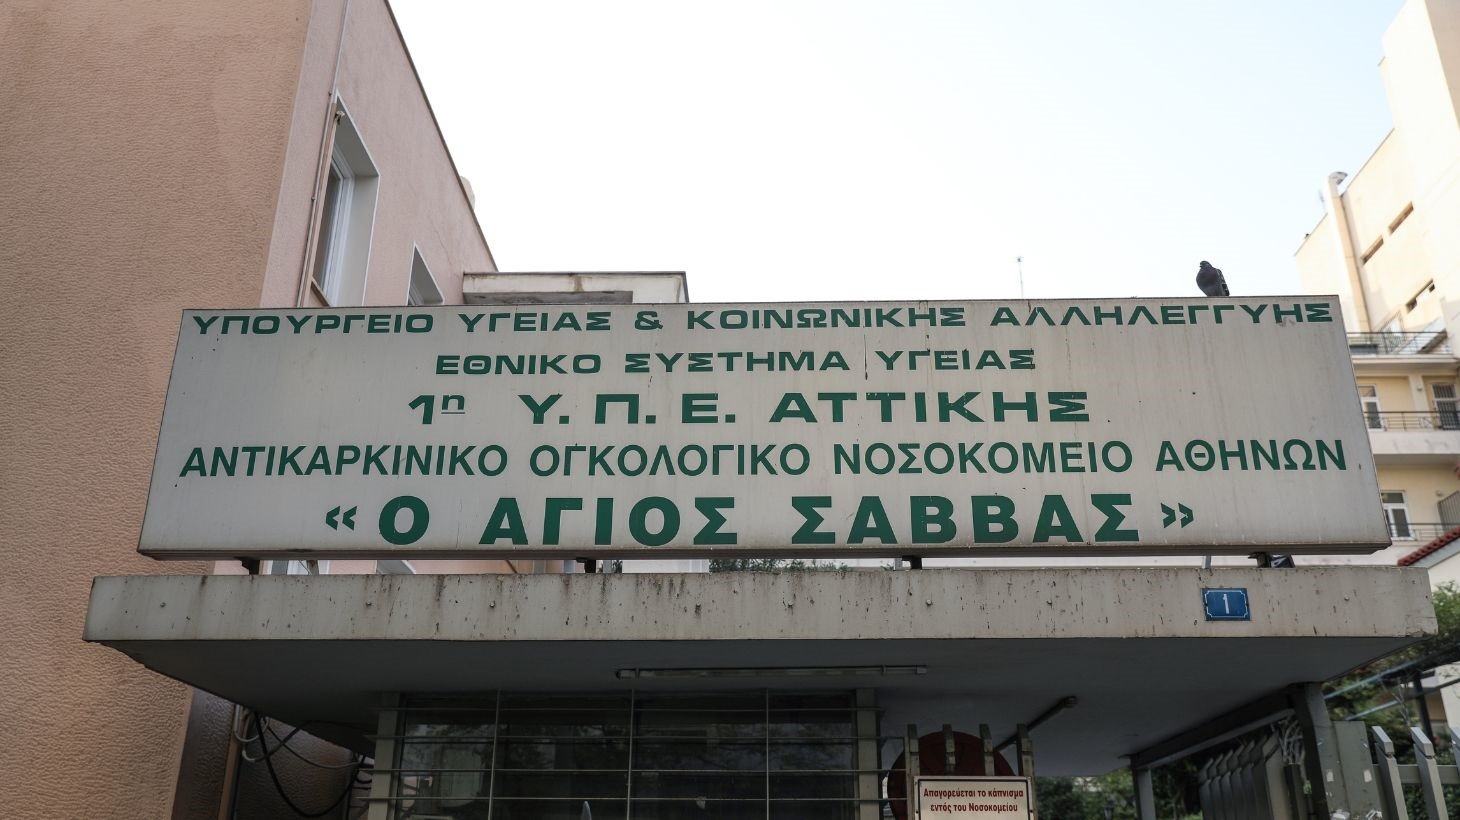 ΥΠΟΥΡΓΕΙΟ ΥΓΕΙΑΣ & ΚΟΙΝΩΝΙΚΗΣ ΑΛΛΗΛΕΓΓΥΗΣ
ΕΘΝΙΚΟ ΣΥΣΤΗΜΑ ΥΓΕΙΑΣ
1η Υ. Π. Ε. ΑΤΤΙΚΗΣ
ΑΝΤΙΚΑΡΚΙΝΙΚΟ ΟΓΚΟΛΟΓΙΚΟ ΝΟΣΟΚΟΜΕΙΟ ΑΘΗΝΩΝ
« Ο ΑΓΙΟΣ ΣΑΒΒΑΣ »
1
Απαγορεύεται το κάπνισμα
εντός του Νοσοκομείου